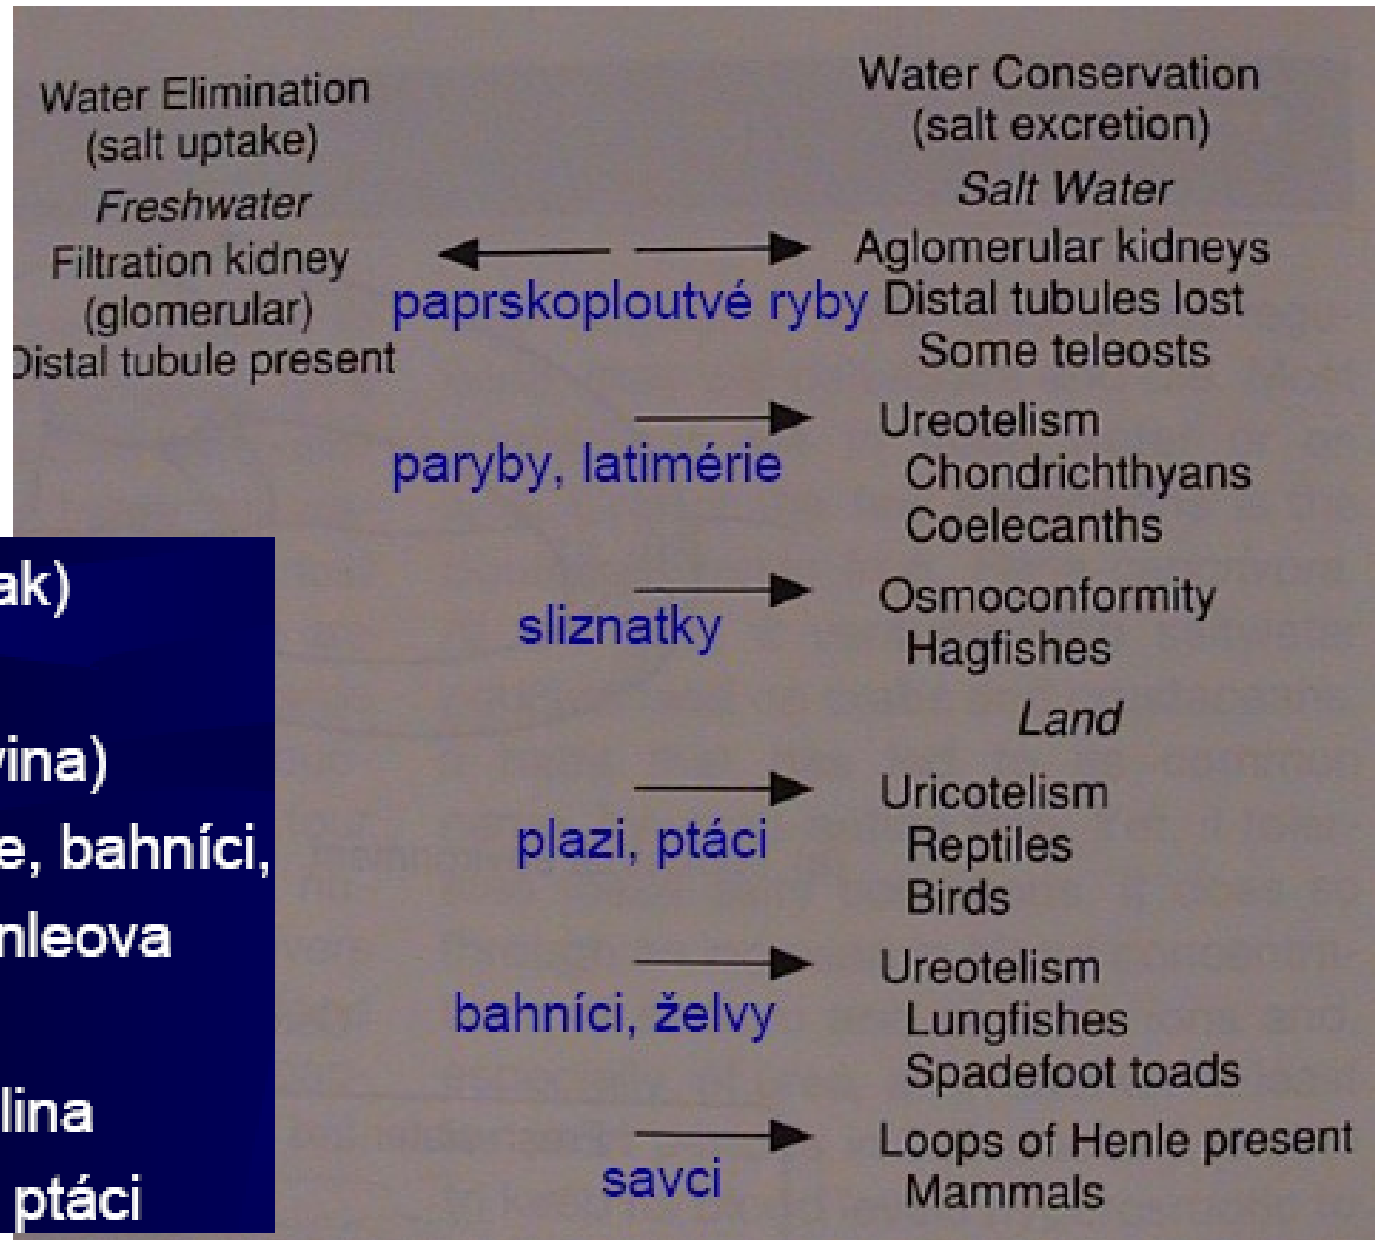 Water Elimination
(salt uptake)
Freshwater
Filtration kidney
(glomerular)
Distal tubule present
Water Conservation
(salt excretion)
Salt Water
Aglomerular kidneys
Distal tubules lost
Some teleosts
paprskoploutvé ryby
Ureotelism
Chondrichthyans
Coelecanths
paryby, latimérie
Osmoconformity
Hagfishes
sliznatky
Land
Uricotelism
Reptiles
Birds
plazi, ptáci
Ureotelism
Lungfishes
Spadefoot toads
bahníci, želvy
Loops of Henle present
Mammals
savci
ak)
vina)
e, bahníci,
nleova
lina
ptáci